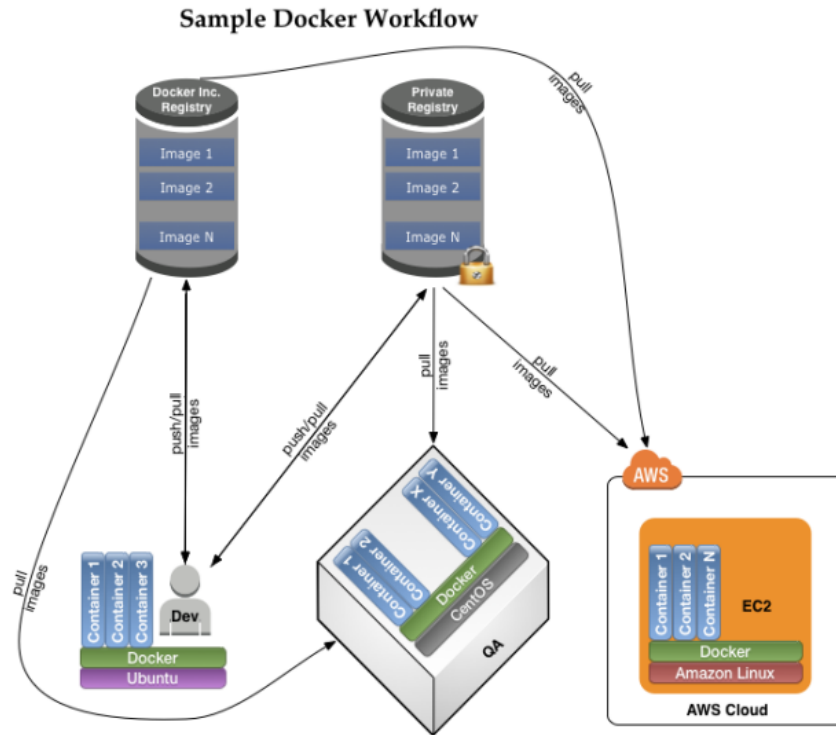 Sample Docker Workflow
Docker Inc.
Registry
Image 1
Image 2
Image N
Private
Registry
Image 1
Image 2
Image N
pull
images
push/pull
images
push/pull
images
pull
images
pull
images
pull
images
Container 1
Container 2
Container 3
Dev
Docker
Ubuntu
Container 1
Container 2
Container X
Container Y
Docker
CentOS
QA
AWS
Container 1
Container 2
Container N
EC2
Docker
Amazon Linux
AWS Cloud